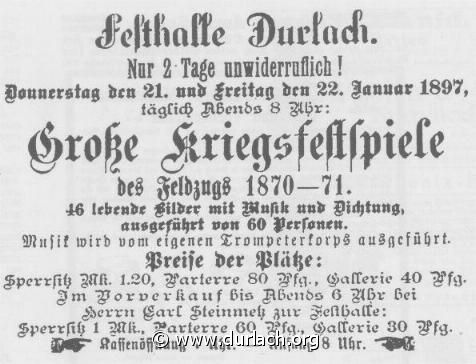 Festhalle Durlach.
Nur 2 Tage unwiderruflich!
Donnerstag den 21. und Freitag den 22. Januar 1897,
täglich Abends 8 Uhr:
Große Kriegsfestspiele
des Feldzugs 1870—71.
46 lebende Bilder mit Musik und Dichtung,
ausgeführt von 60 Personen.
Musik wird vom eigenen Trompeterkorps ausgeführt.
Preise der Plätze:
Sperrsitz Mk. 1.20, Parterre 80 Pfg., Gallerie 40 Pfg.
Im Vorverkauf bis Abends 6 Uhr bei
Herrn Carl Steinmetz zur Festhalle:
Sperrsitz 1 Mk., Parterre 60 Pfg., Gallerie 30 Pfg.
Kassenöffnung Uhr. Anfang 8 Uhr.
© www.durlach.org